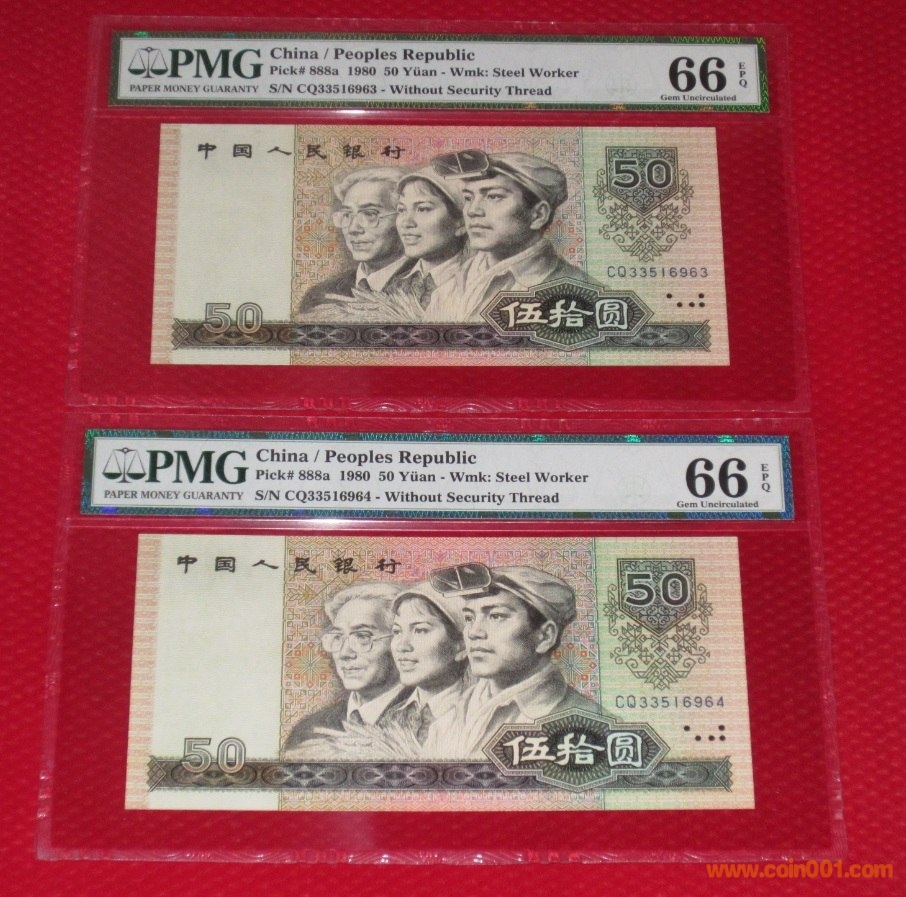 PMG
PAPER MONEY GUARANTY
China / Peoples Republic
Pick# 888a 1980 50 Yüan - Wmk: Steel Worker
S/N CQ33516963 - Without Security Thread
66 EPQ
Gem Uncirculated
中国人民银行
50
CQ33516963
50
伍拾圆
PMG
PAPER MONEY GUARANTY
China / Peoples Republic
Pick# 888a 1980 50 Yüan - Wmk: Steel Worker
S/N CQ33516964 - Without Security Thread
66 EPQ
Gem Uncirculated
中国人民银行
50
CQ33516964
50
伍拾圆
www.coin001.com